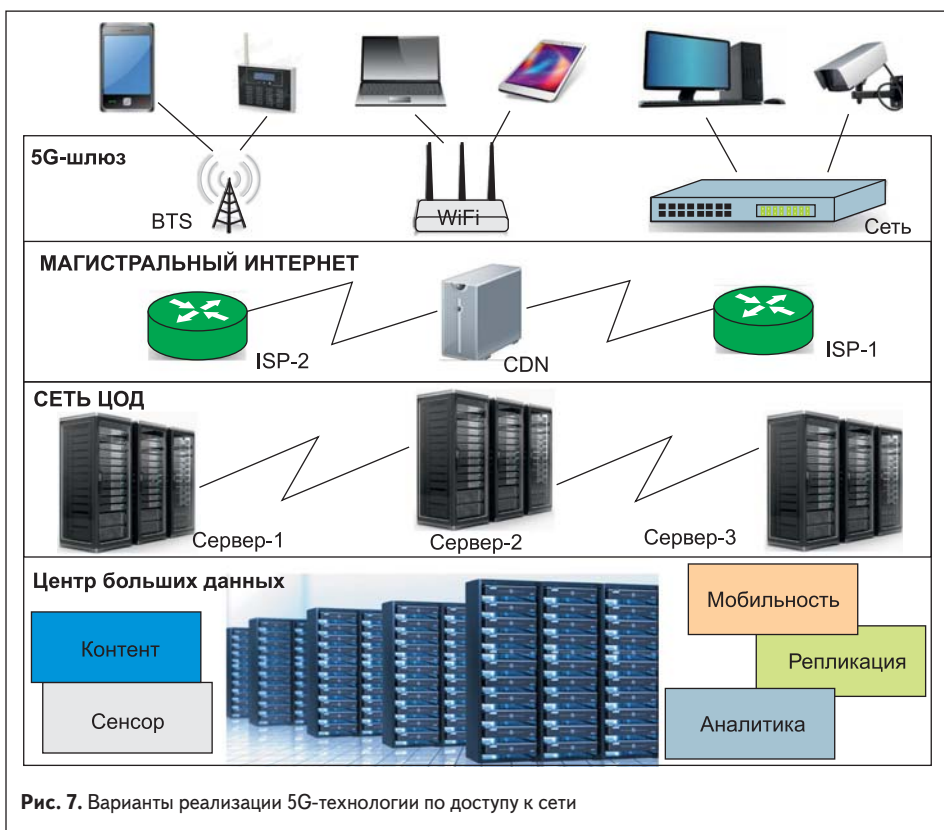 5G-шлюз
BTS
WiFi
Сеть
МАГИСТРАЛЬНЫЙ ИНТЕРНЕТ
ISP-2
CDN
ISP-1
СЕТЬ ЦОД
Сервер-1
Сервер-2
Сервер-3
Центр больших данных
Контент
Сенсор
Мобильность
Репликация
Аналитика
Рис. 7. Варианты реализации 5G-технологии по доступу к сети